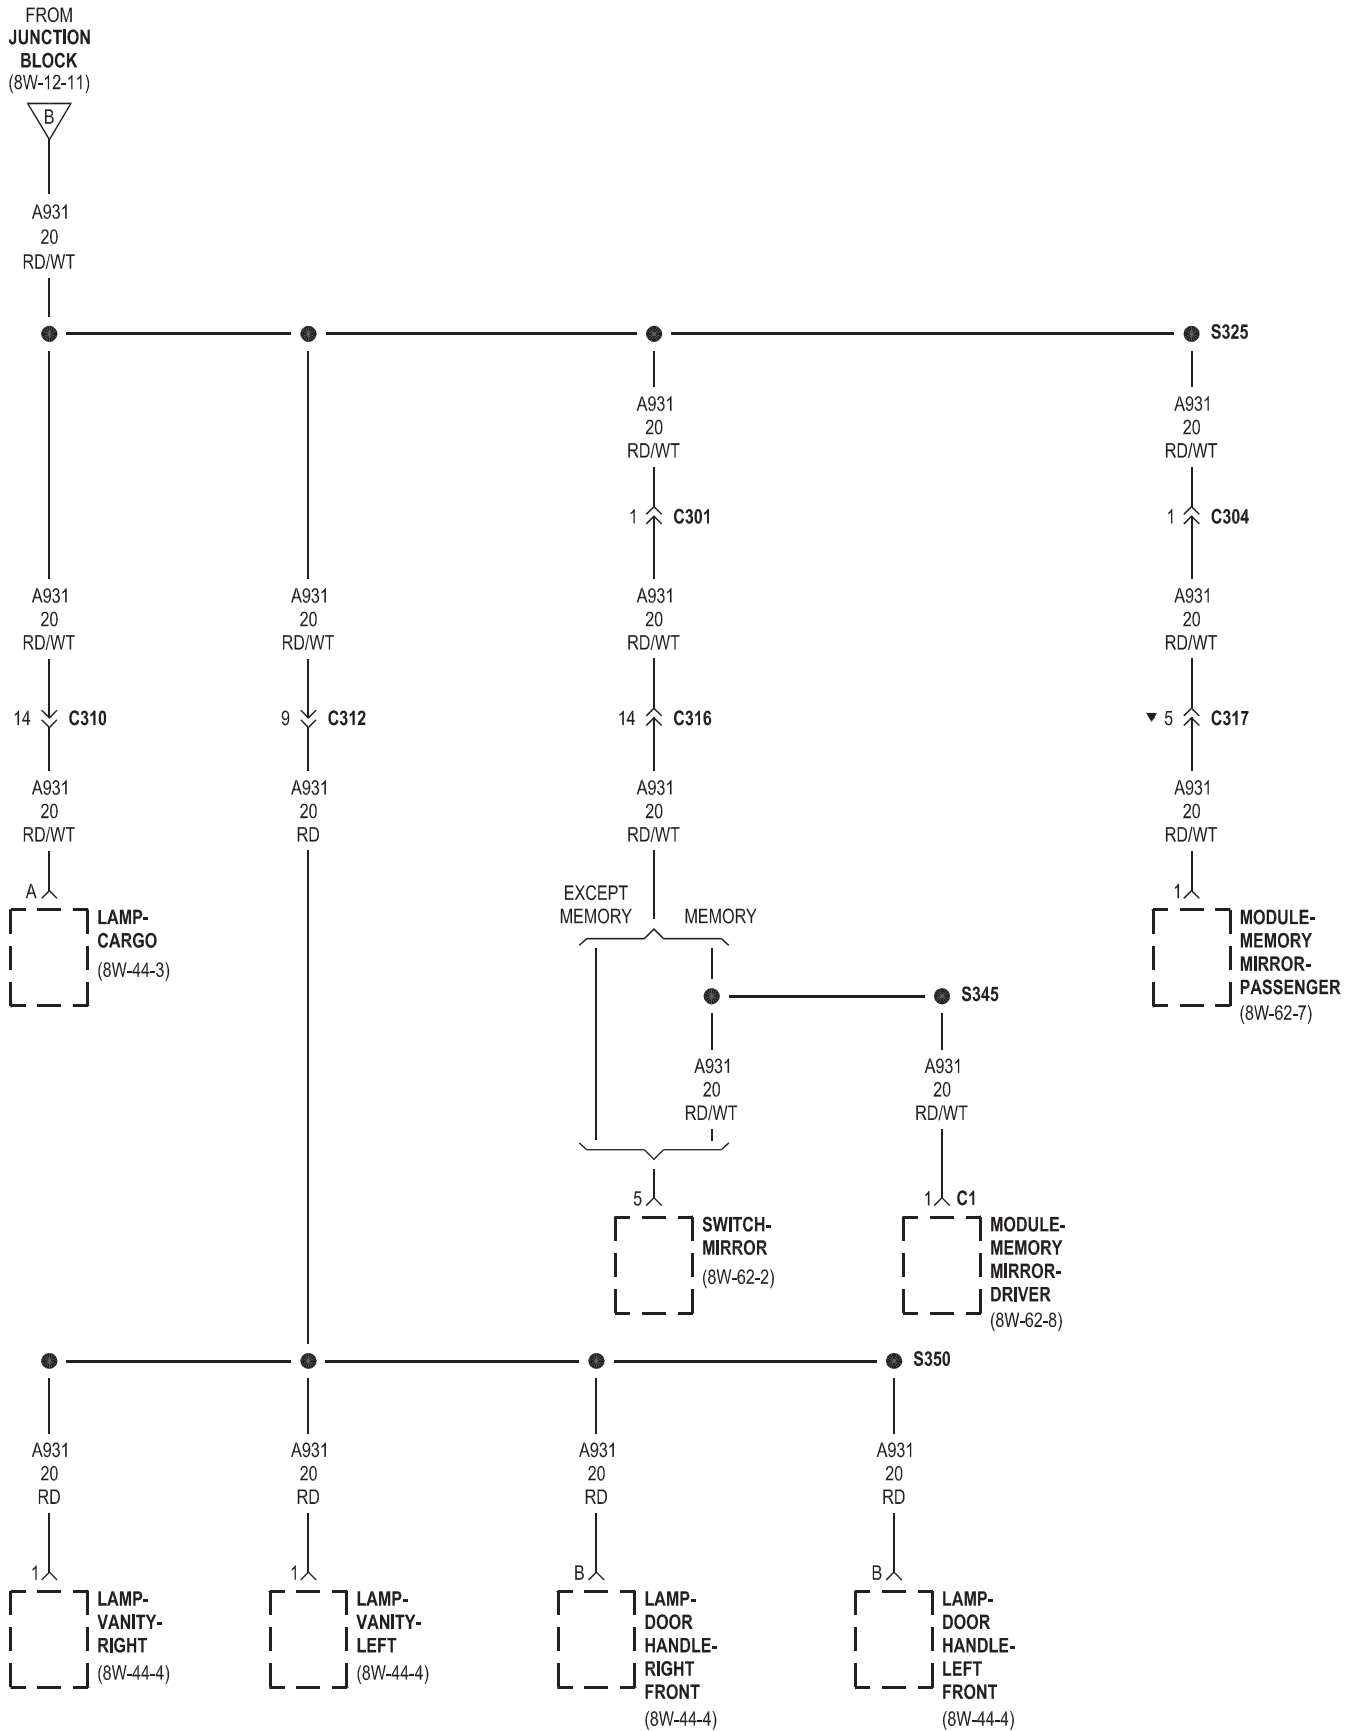 FROM
JUNCTION
BLOCK
(8W-12-11)
B
A931
20
RD/WT
S325
A931
20
RD/WT
A931
20
RD/WT
1 C301
1 C304
A931
20
RD/WT
A931
20
RD/WT
A931
20
RD/WT
A931
20
RD/WT
14 C310
9 C312
14 C316
▼ 5 C317
A931
20
RD/WT
A931
20
RD
A931
20
RD/WT
A931
20
RD/WT
A
LAMP-
CARGO
(8W-44-3)
EXCEPT
MEMORY
MEMORY
1
MODULE-
MEMORY
MIRROR-
PASSENGER
(8W-62-7)
S345
A931
20
RD/WT
A931
20
RD/WT
5
SWITCH-
MIRROR
(8W-62-2)
1 C1
MODULE-
MEMORY
MIRROR-
DRIVER
(8W-62-8)
S350
A931
20
RD
A931
20
RD
A931
20
RD
A931
20
RD
1
LAMP-
VANITY-
RIGHT
(8W-44-4)
1
LAMP-
VANITY-
LEFT
(8W-44-4)
B
LAMP-
DOOR
HANDLE-
RIGHT
FRONT
(8W-44-4)
B
LAMP-
DOOR
HANDLE-
LEFT
FRONT
(8W-44-4)